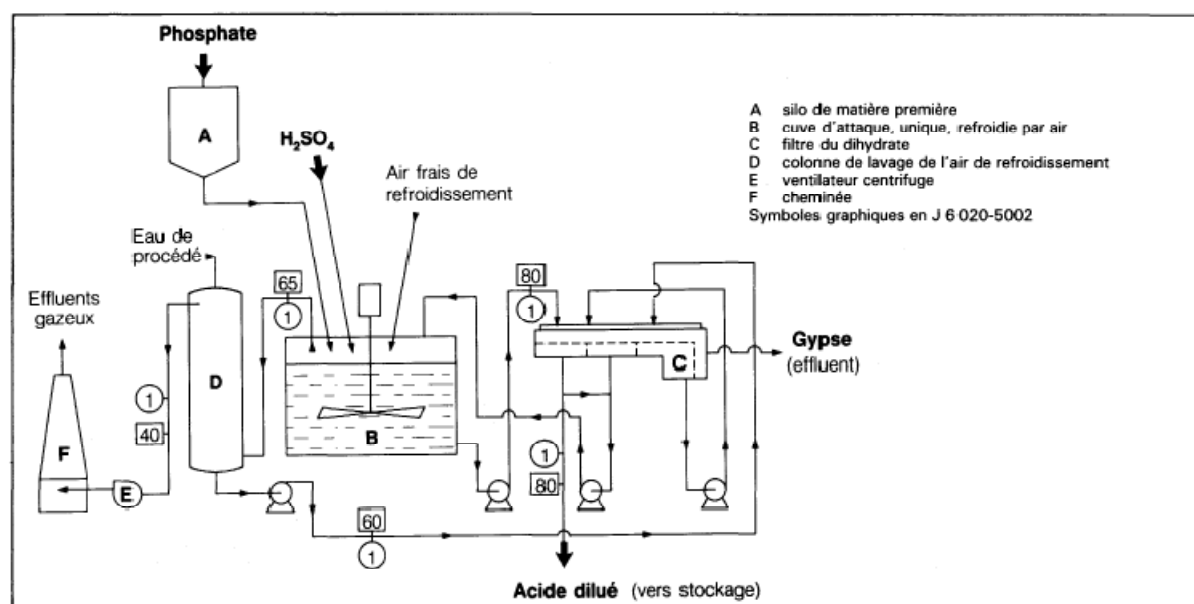 Phosphate
A
H₂SO₄
Air frais de
refroidissement
A silo de matière première
B cuve d'attaque, unique, refroidie par air
C filtre du dihydrate
D colonne de lavage de l'air de refroidissement
E ventilateur centrifuge
F cheminée
Symboles graphiques en J 6 020-5002
Eau de
procédé
Effluents
gazeux
65
1
80
1
Gypse
(effluent)
C
D
1
40
B
F
E
1
80
60
1
Acide dilué (vers stockage)